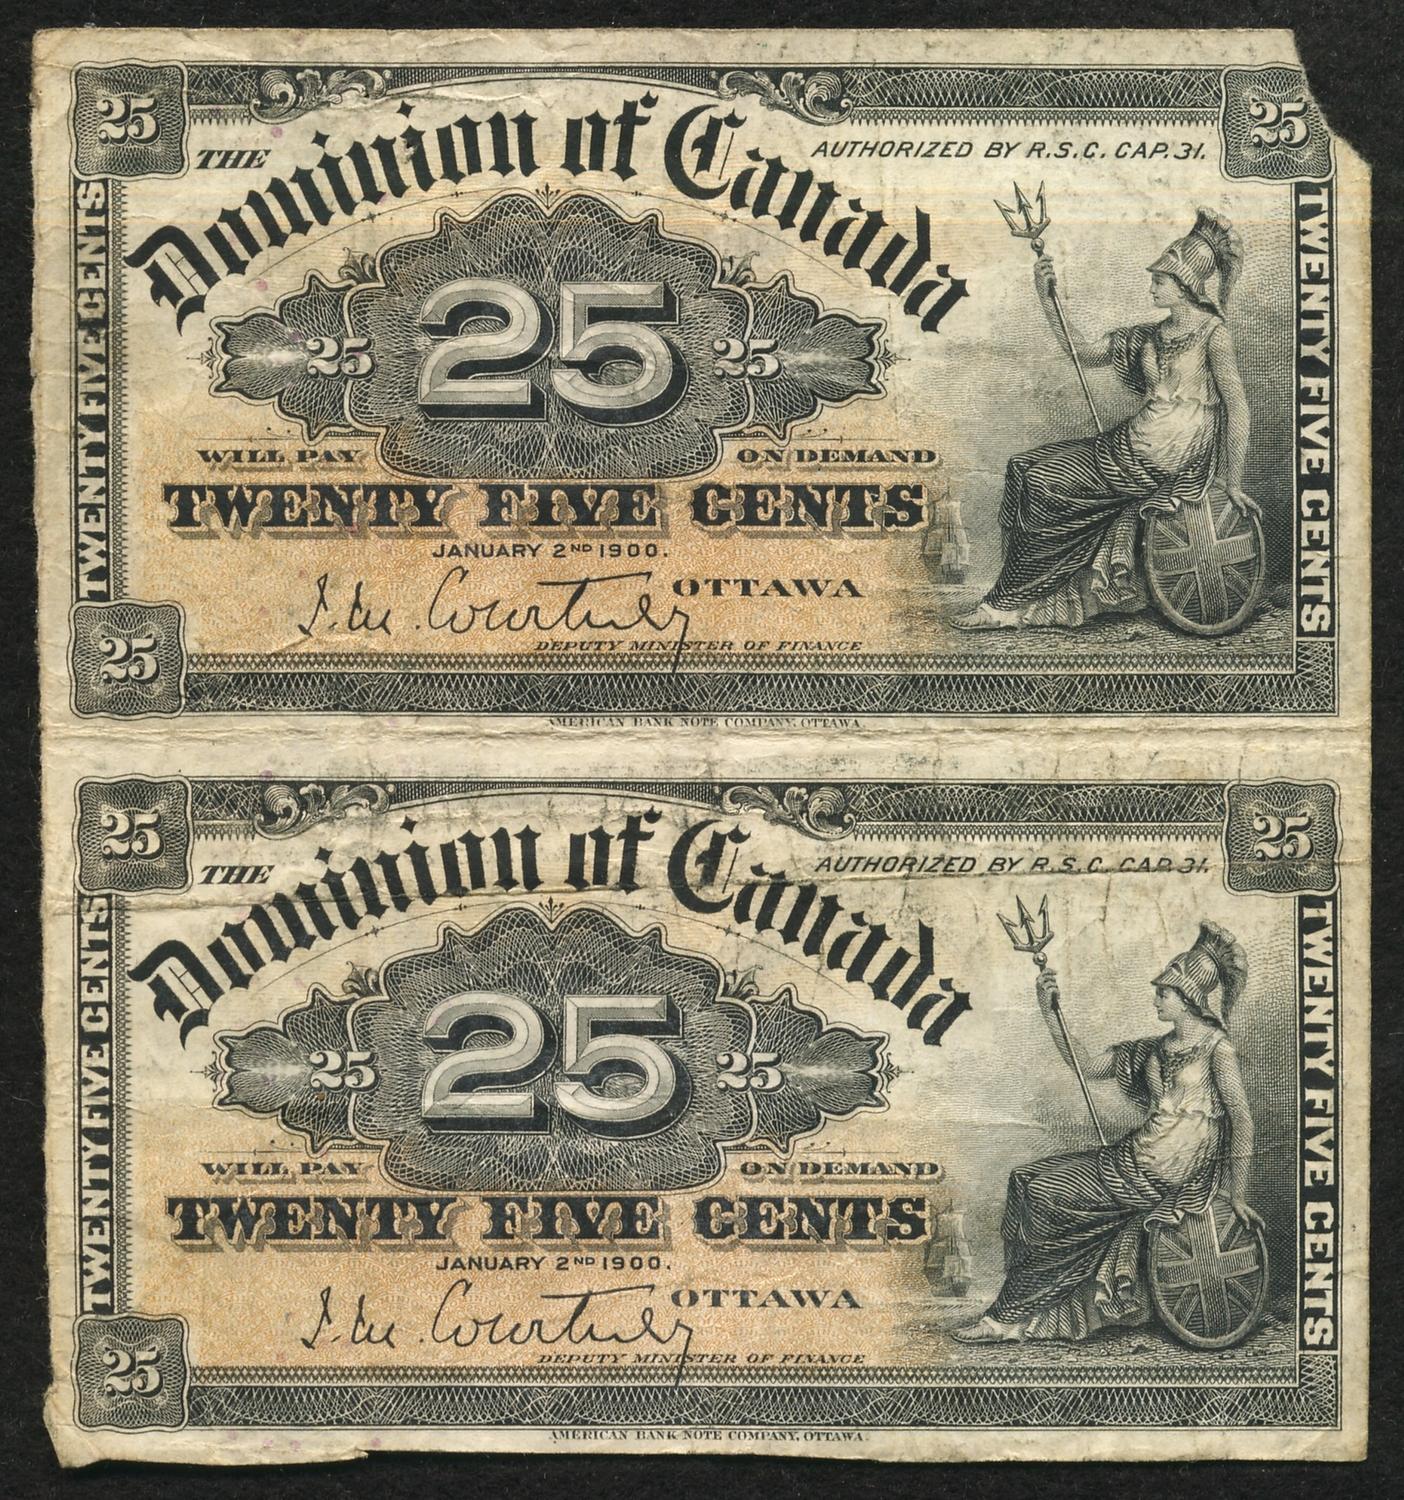 25
25
THE
Dominion of Canada
AUTHORIZED BY R.S.C. CAP. 31.
TWENTY FIVE CENTS
25
25
25
TWENTY FIVE CENTS
WILL PAY
ON DEMAND
TWENTY FIVE CENTS
JANUARY 2ND 1900.
OTTAWA
J. M. Courtney
DEPUTY MINISTER OF FINANCE
25
AMERICAN BANK NOTE COMPANY, OTTAWA.
25
25
THE
Dominion of Canada
AUTHORIZED BY R.S.C. CAP. 31.
TWENTY FIVE CENTS
25
25
25
TWENTY FIVE CENTS
WILL PAY
ON DEMAND
TWENTY FIVE CENTS
JANUARY 2ND 1900.
OTTAWA
J. M. Courtney
DEPUTY MINISTER OF FINANCE
25
AMERICAN BANK NOTE COMPANY, OTTAWA.